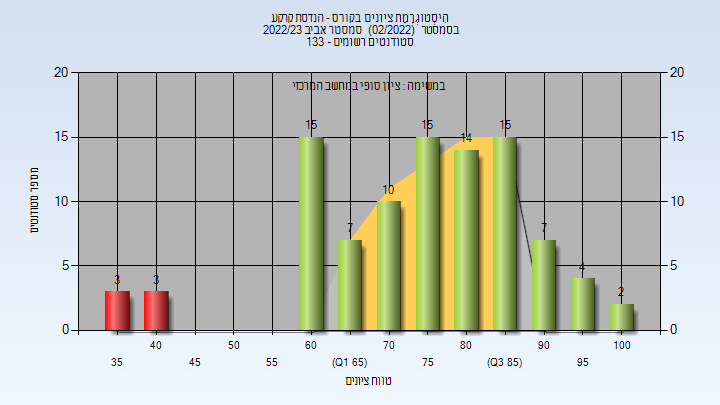 היסטוגרמת ציונים בקורס - הנדסת קרקע
בסמסטר (02/2022) סמסטר אביב 2022/23
סטודנטים רשומים - 133
במשימה : ציון סופי במחשב המרכזי
20 20
15 15
10 10
5 5
0 0
מספר סטודנטים
3 3 15 7 10 15 14 15 7 4 2
40 50 60 70 80 90 100
35 45 55 (Q1 65) 75 (Q3 85) 95
טווח ציונים